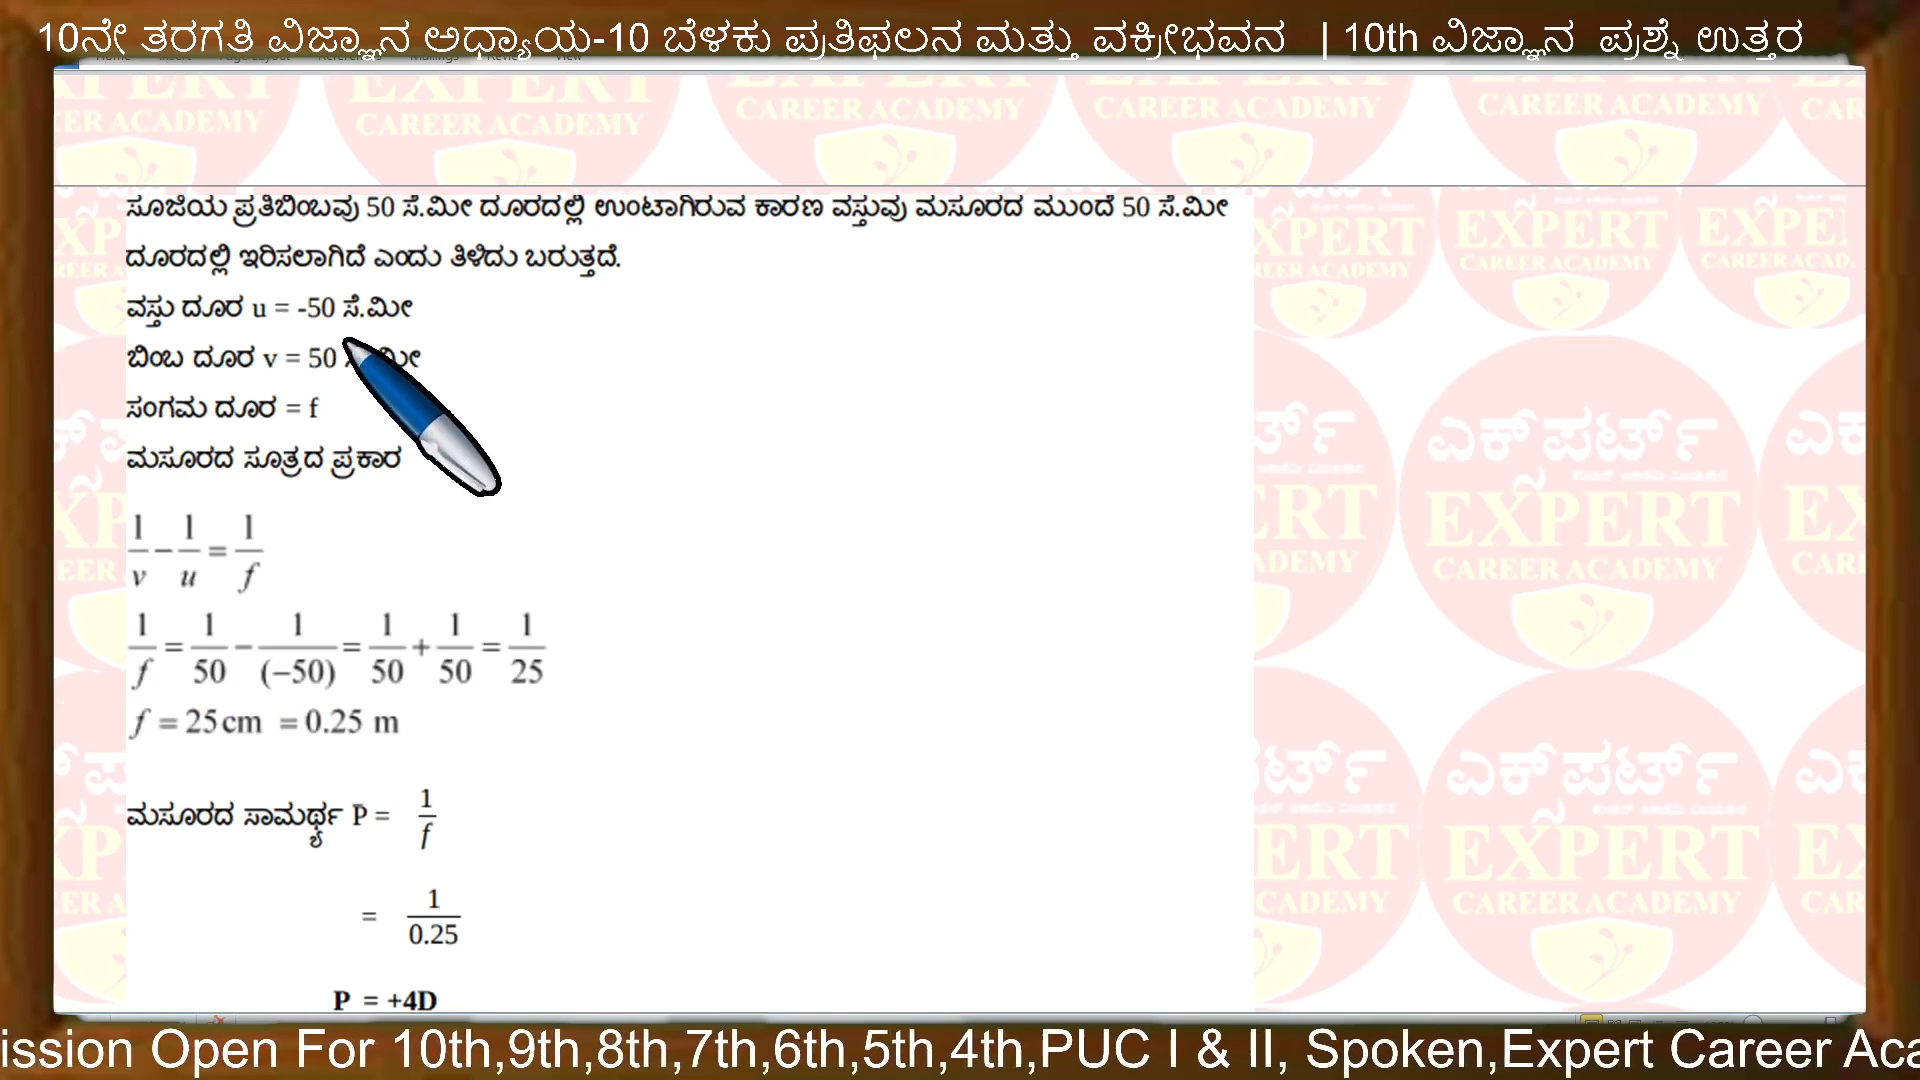 10ನೇ ತರಗತಿ ವಿಜ್ಞಾನ ಅಧ್ಯಾಯ-10 ಬೆಳಕು ಪ್ರತಿಫಲನ ಮತ್ತು ವಕ್ರೀಭವನ | 10th ವಿಜ್ಞಾನ ಪ್ರಶ್ನೆ ಉತ್ತರ
ಸೂಜಿಯ ಪ್ರತಿಬಿಂಬವು 50 ಸೆ.ಮೀ ದೂರದಲ್ಲಿ ಉಂಟಾಗಿರುವ ಕಾರಣ ವಸ್ತುವು ಮಸೂರದ ಮುಂದೆ 50 ಸೆ.ಮೀ
ದೂರದಲ್ಲಿ ಇರಿಸಲಾಗಿದೆ ಎಂದು ತಿಳಿದು ಬರುತ್ತದೆ.
ವಸ್ತು ದೂರ u = -50 ಸೆ.ಮೀ
ಬಿಂಬ ದೂರ v = 50
ಸಂಗಮ ದೂರ = f
ಮಸೂರದ ಸೂತ್ರದ ಪ್ರಕಾರ
1/v − 1/u = 1/f
1/f = 1/50 − 1/(−50) = 1/50 + 1/50 = 1/25
f = 25 cm = 0.25 m
ಮಸೂರದ ಸಾಮರ್ಥ್ಯ P = 1/f
= 1/0.25
P = +4D
EXPERT
CAREER ACADEMY
ಎಕ್ಸ್‌ಪರ್ಟ್
ission Open For 10th,9th,8th,7th,6th,5th,4th,PUC I & II, Spoken,Expert Career Aca